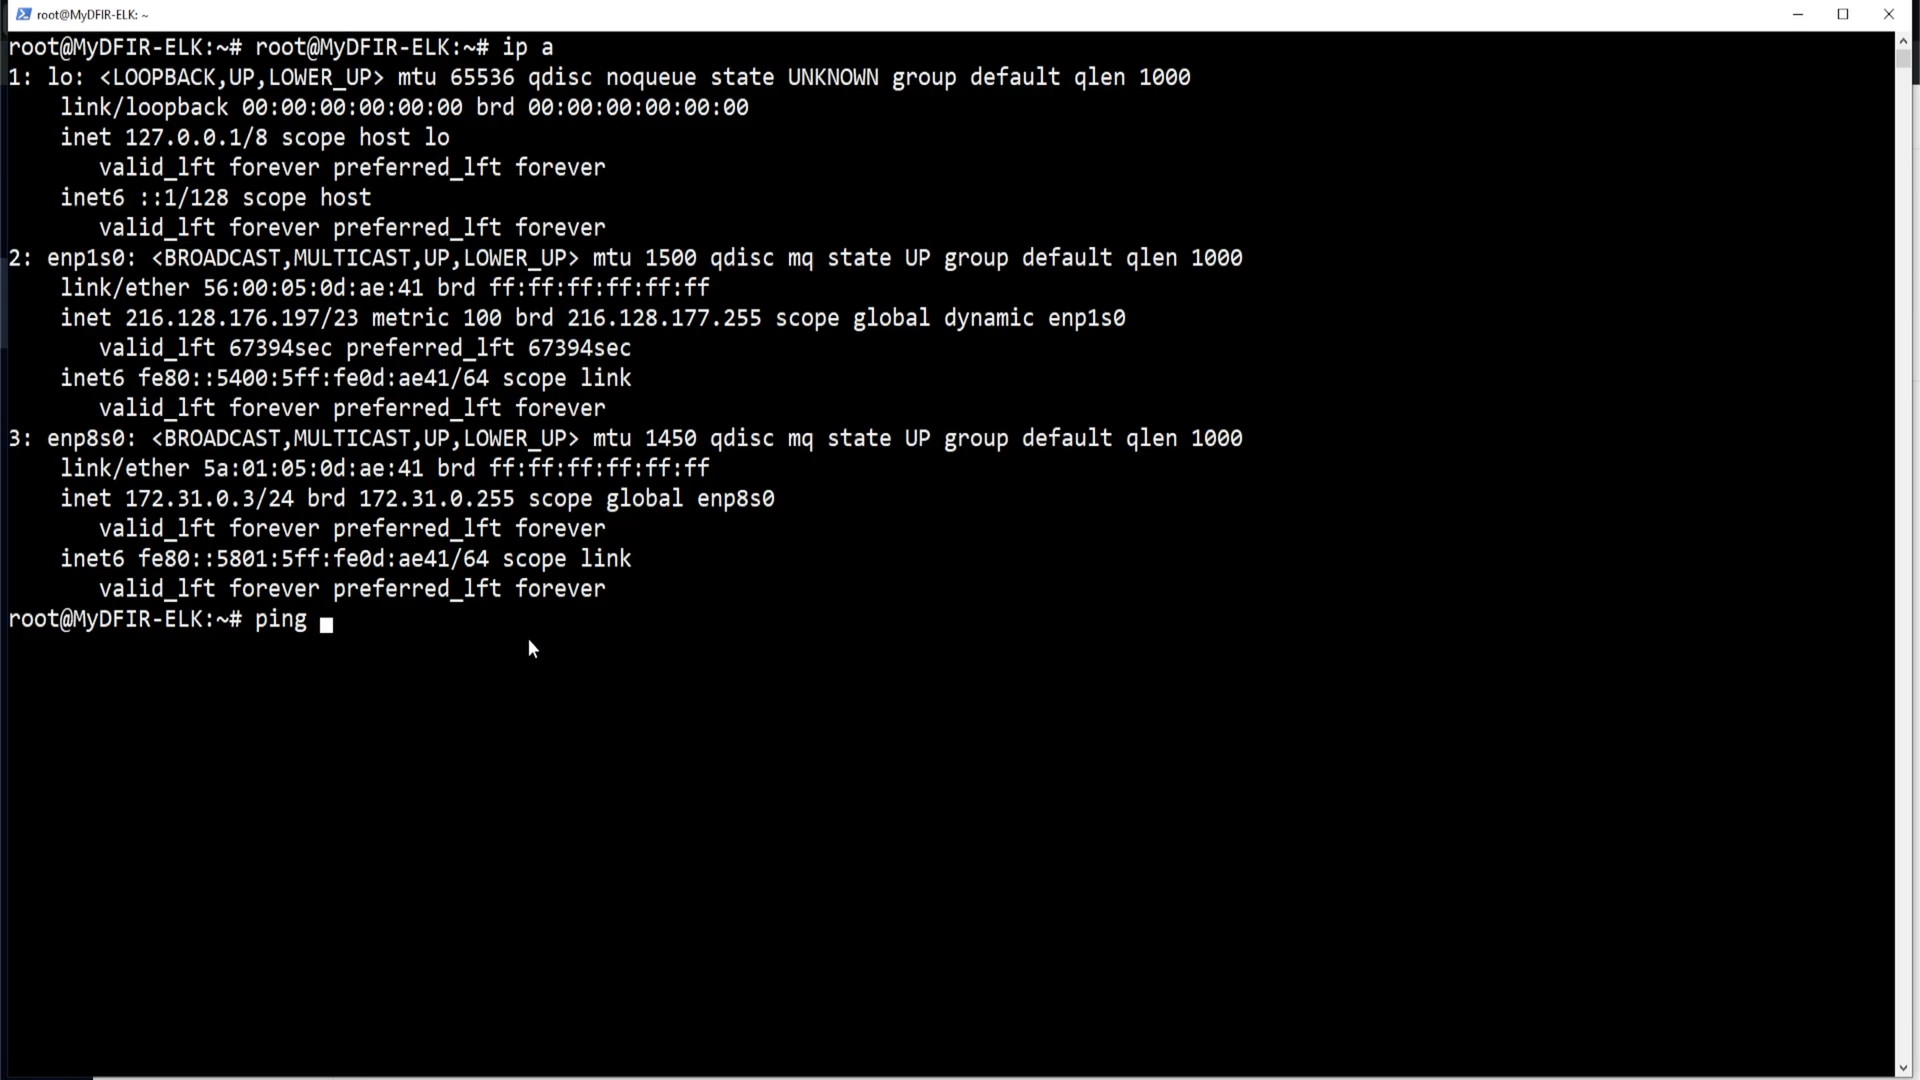 root@MyDFIR-ELK: ~
root@MyDFIR-ELK:~# root@MyDFIR-ELK:~# ip a
1: lo: <LOOPBACK,UP,LOWER_UP> mtu 65536 qdisc noqueue state UNKNOWN group default qlen 1000
    link/loopback 00:00:00:00:00:00 brd 00:00:00:00:00:00
    inet 127.0.0.1/8 scope host lo
       valid_lft forever preferred_lft forever
    inet6 ::1/128 scope host
       valid_lft forever preferred_lft forever
2: enp1s0: <BROADCAST,MULTICAST,UP,LOWER_UP> mtu 1500 qdisc mq state UP group default qlen 1000
    link/ether 56:00:05:0d:ae:41 brd ff:ff:ff:ff:ff:ff
    inet 216.128.176.197/23 metric 100 brd 216.128.177.255 scope global dynamic enp1s0
       valid_lft 67394sec preferred_lft 67394sec
    inet6 fe80::5400:5ff:fe0d:ae41/64 scope link
       valid_lft forever preferred_lft forever
3: enp8s0: <BROADCAST,MULTICAST,UP,LOWER_UP> mtu 1450 qdisc mq state UP group default qlen 1000
    link/ether 5a:01:05:0d:ae:41 brd ff:ff:ff:ff:ff:ff
    inet 172.31.0.3/24 brd 172.31.0.255 scope global enp8s0
       valid_lft forever preferred_lft forever
    inet6 fe80::5801:5ff:fe0d:ae41/64 scope link
       valid_lft forever preferred_lft forever
root@MyDFIR-ELK:~# ping